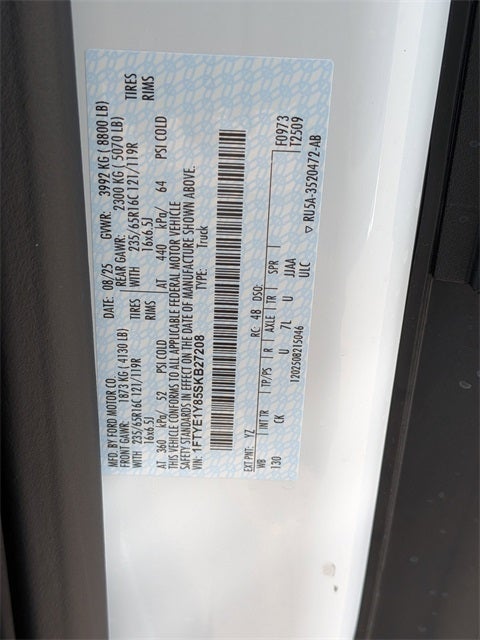 MFD. BY FORD MOTOR CO. DATE: 08/25 GVWR: 3992 KG ( 8800 LB)
FRONT GAWR: 1873 KG ( 4130 LB) REAR GAWR: 2300 KG ( 5070 LB)
WITH 235/65R16C 121/119R TIRES WITH 235/65R16C 121/119R TIRES
16x6.5J RIMS 16x6.5J RIMS
AT 360 kPa/ 52 PSI COLD AT 440 kPa/ 64 PSI COLD
THIS VEHICLE CONFORMS TO ALL APPLICABLE FEDERAL MOTOR VEHICLE
SAFETY STANDARDS IN EFFECT ON THE DATE OF MANUFACTURE SHOWN ABOVE.
VIN: 1FTYE1Y85SKB27208 TYPE: Truck
EXT PNT: YZ RC: 48 DSO: F0973
WB INT TR TP/PS R AXLE TR SPR T2509
130 CK U 7L U JJAA
1202508215046 ULC ▽ RU5A-3520472-AB